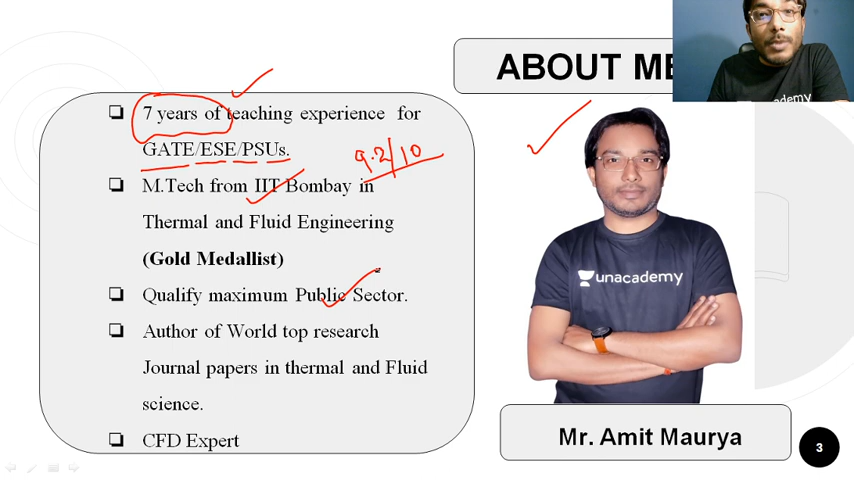 ABOUT ME
7 years of teaching experience for
GATE/ESE/PSUs.
9.2/10
M.Tech from IIT Bombay in
Thermal and Fluid Engineering
(Gold Medallist)
Qualify maximum Public Sector.
Author of World top research
Journal papers in thermal and Fluid
science.
CFD Expert
unacademy
ademy
Mr. Amit Maurya
3